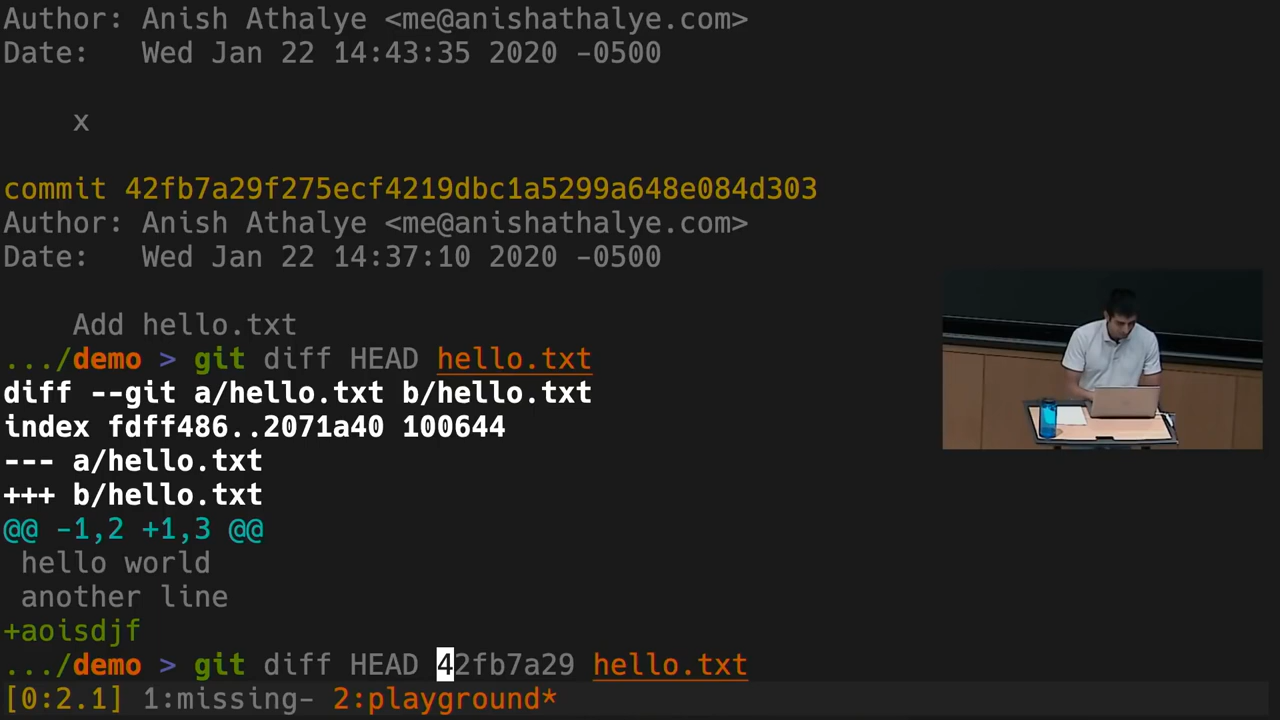 Author: Anish Athalye <me@anishathalye.com>
Date:   Wed Jan 22 14:43:35 2020 -0500
x
commit 42fb7a29f275ecf4219dbc1a5299a648e084d303
Author: Anish Athalye <me@anishathalye.com>
Date:   Wed Jan 22 14:37:10 2020 -0500
Add hello.txt
.../demo > git diff HEAD hello.txt
diff --git a/hello.txt b/hello.txt
index fdff486..2071a40 100644
--- a/hello.txt
+++ b/hello.txt
@@ -1,2 +1,3 @@
hello world
another line
+aoisdjf
.../demo > git diff HEAD 42fb7a29 hello.txt
[0:2.1] 1:missing- 2:playground*